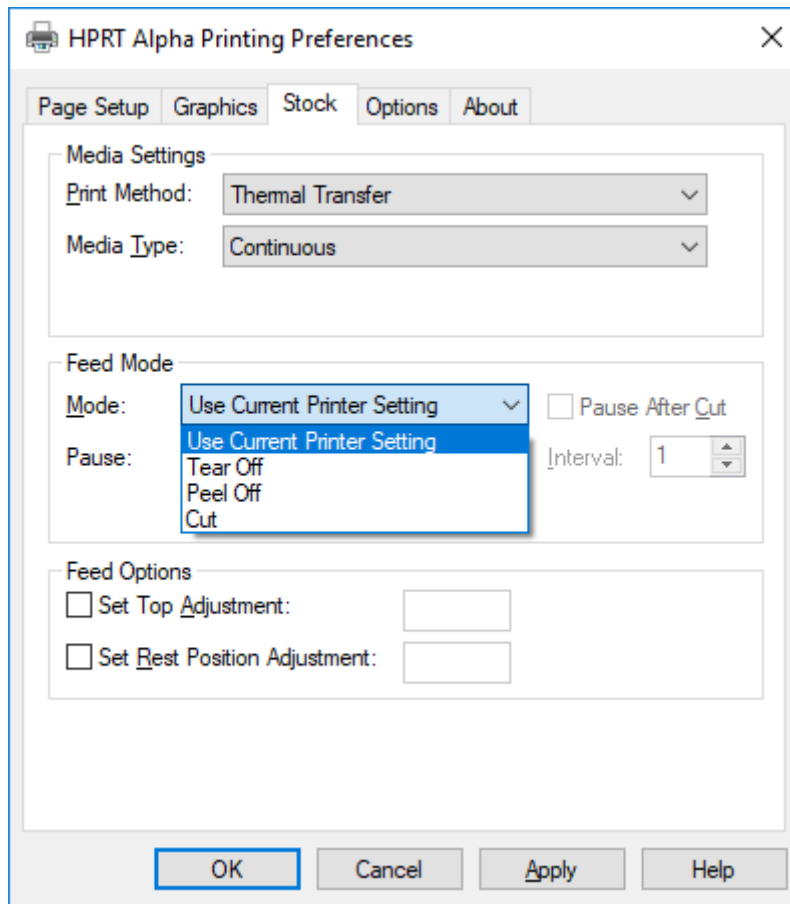 HPRT Alpha Printing Preferences
Page Setup Graphics Stock Options About
Media Settings
Print Method: Thermal Transfer
Media Type: Continuous
Feed Mode
Mode: Use Current Printer Setting Pause After Cut
Use Current Printer Setting
Pause: Interval: 1
Tear Off
Peel Off
Cut
Feed Options
Set Top Adjustment:
Set Rest Position Adjustment:
OK Cancel Apply Help